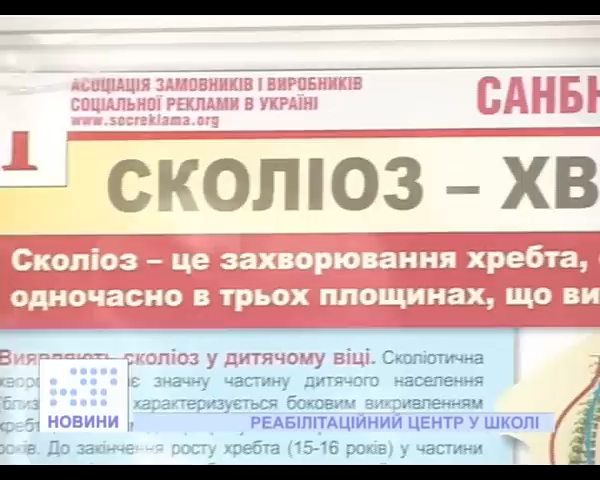 АСОЦІАЦІЯ ЗАМОВНИКІВ І ВИРОБНИКІВ
СОЦІАЛЬНОЇ РЕКЛАМИ В УКРАЇНІ
www.socreklama.org
САНБ
СКОЛІОЗ – ХВ
Сколіоз – це захворювання хребта,
одночасно в трьох площинах, що ви
Виявляють сколіоз у дитячому віці. Сколіотична
є значну частину дитячого населення
характеризується боковим викривленням
хребт
років. До закінчення росту хребта (15-16 років) у частини
НОВИНИ
РЕАБІЛІТАЦІЙНИЙ ЦЕНТР У ШКОЛІ